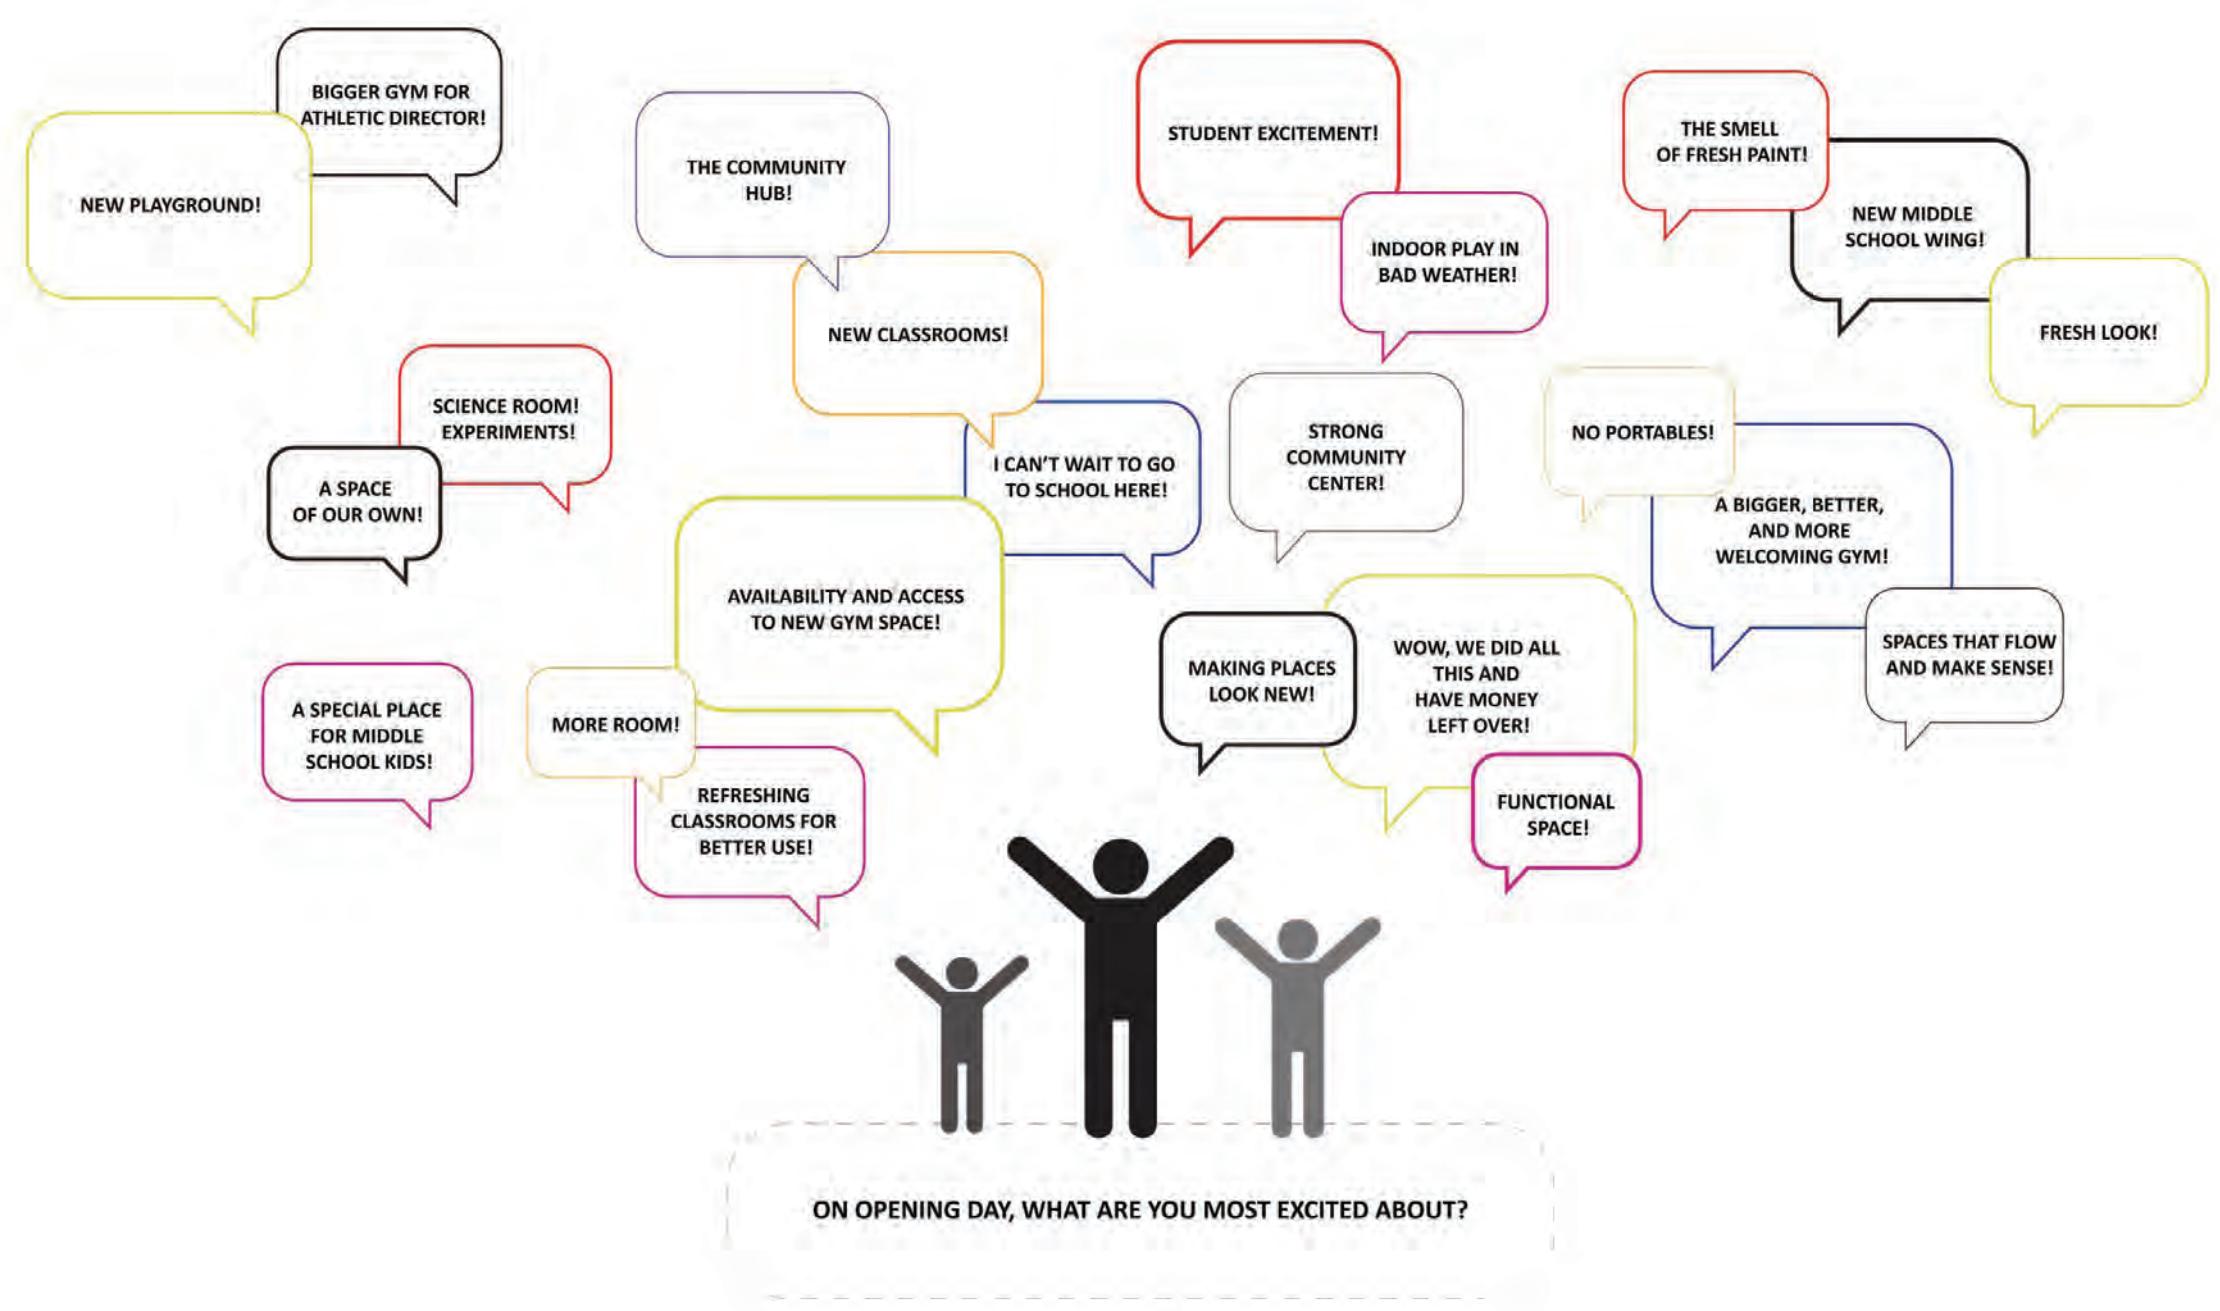 BIGGER GYM FOR
ATHLETIC DIRECTOR!
NEW PLAYGROUND!
THE COMMUNITY
HUB!
STUDENT EXCITEMENT!
THE SMELL
OF FRESH PAINT!
NEW MIDDLE
SCHOOL WING!
INDOOR PLAY IN
BAD WEATHER!
FRESH LOOK!
NEW CLASSROOMS!
SCIENCE ROOM!
EXPERIMENTS!
A SPACE
OF OUR OWN!
I CAN'T WAIT TO GO
TO SCHOOL HERE!
STRONG
COMMUNITY
CENTER!
NO PORTABLES!
A BIGGER, BETTER,
AND MORE
WELCOMING GYM!
AVAILABILITY AND ACCESS
TO NEW GYM SPACE!
MAKING PLACES
LOOK NEW!
WOW, WE DID ALL
THIS AND
HAVE MONEY
LEFT OVER!
SPACES THAT FLOW
AND MAKE SENSE!
A SPECIAL PLACE
FOR MIDDLE
SCHOOL KIDS!
MORE ROOM!
REFRESHING
CLASSROOMS FOR
BETTER USE!
FUNCTIONAL
SPACE!
ON OPENING DAY, WHAT ARE YOU MOST EXCITED ABOUT?